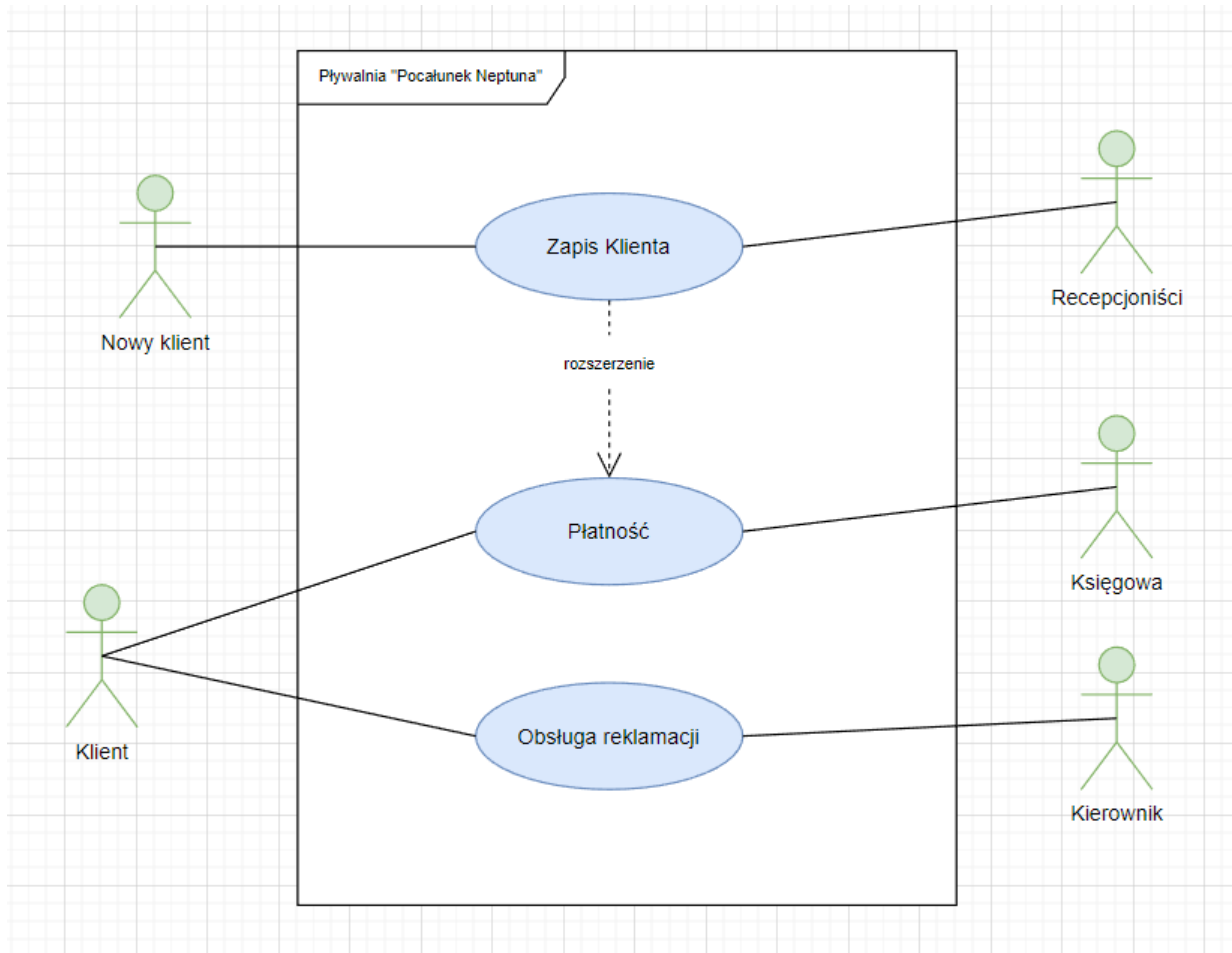 Pływalnia "Pocałunek Neptuna"
Zapis Klienta
Recepcjoniści
Nowy klient
rozszerzenie
Płatność
Księgowa
Obsługa reklamacji
Klient
Kierownik